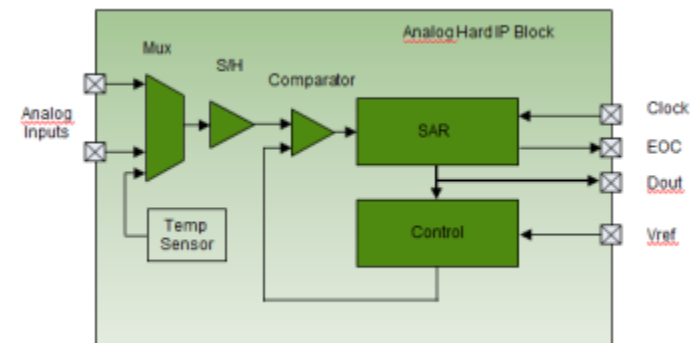 Analog Hard IP Block
Mux
S/H
Comparator
Analog
Inputs
SAR
Clock
EOC
Dout
Temp
Sensor
Control
Vref